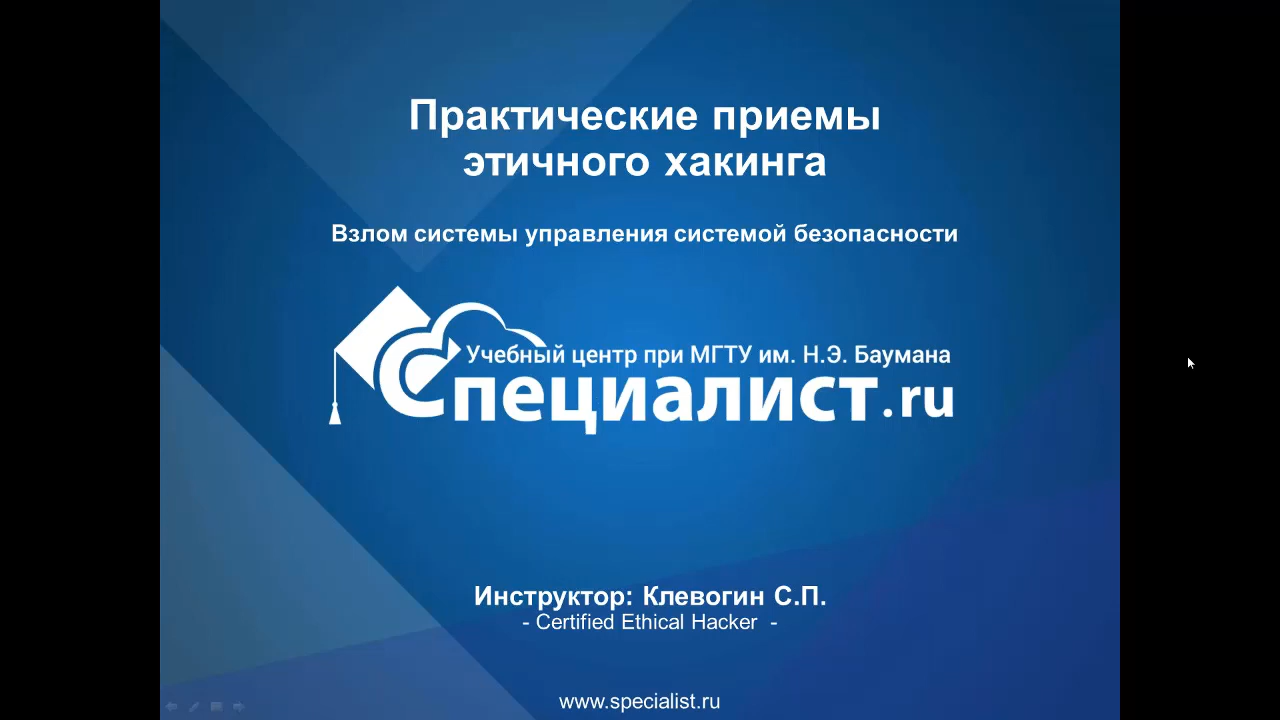 Практические приемы
этичного хакинга
Взлом системы управления системой безопасности
Учебный центр при МГТУ им. Н.Э. Баумана
Специалист.ru
Инструктор: Клевогин С.П.
- Certified Ethical Hacker -
www.specialist.ru